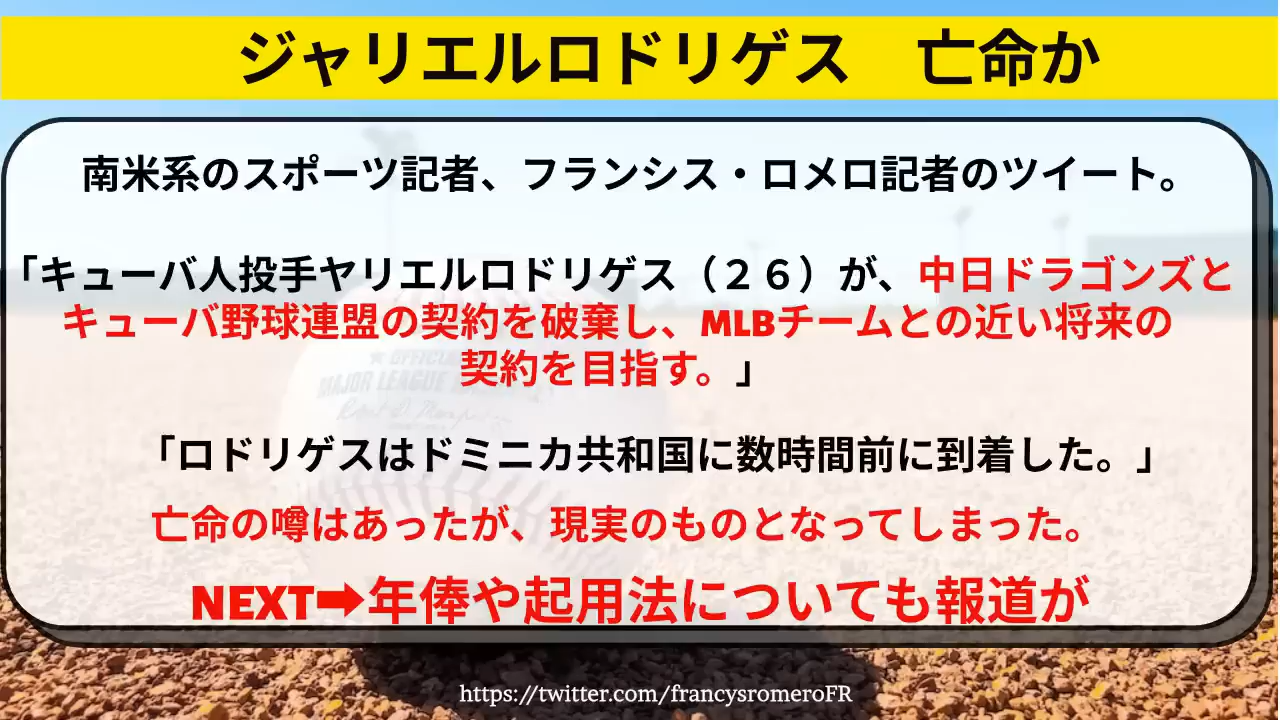 ジャリエルロドリゲス　亡命か
南米系のスポーツ記者、フランシス・ロメロ記者のツイート。
「キューバ人投手ヤリエルロドリゲス（２６）が、中日ドラゴンズと
キューバ野球連盟の契約を破棄し、MLBチームとの近い将来の
契約を目指す。」
★ OFFICIAL
MAJOR LEAGUE
「ロドリゲスはドミニカ共和国に数時間前に到着した。」
亡命の噂はあったが、現実のものとなってしまった。
NEXT➡年俸や起用法についても報道が
https://twitter.com/francysromeroFR